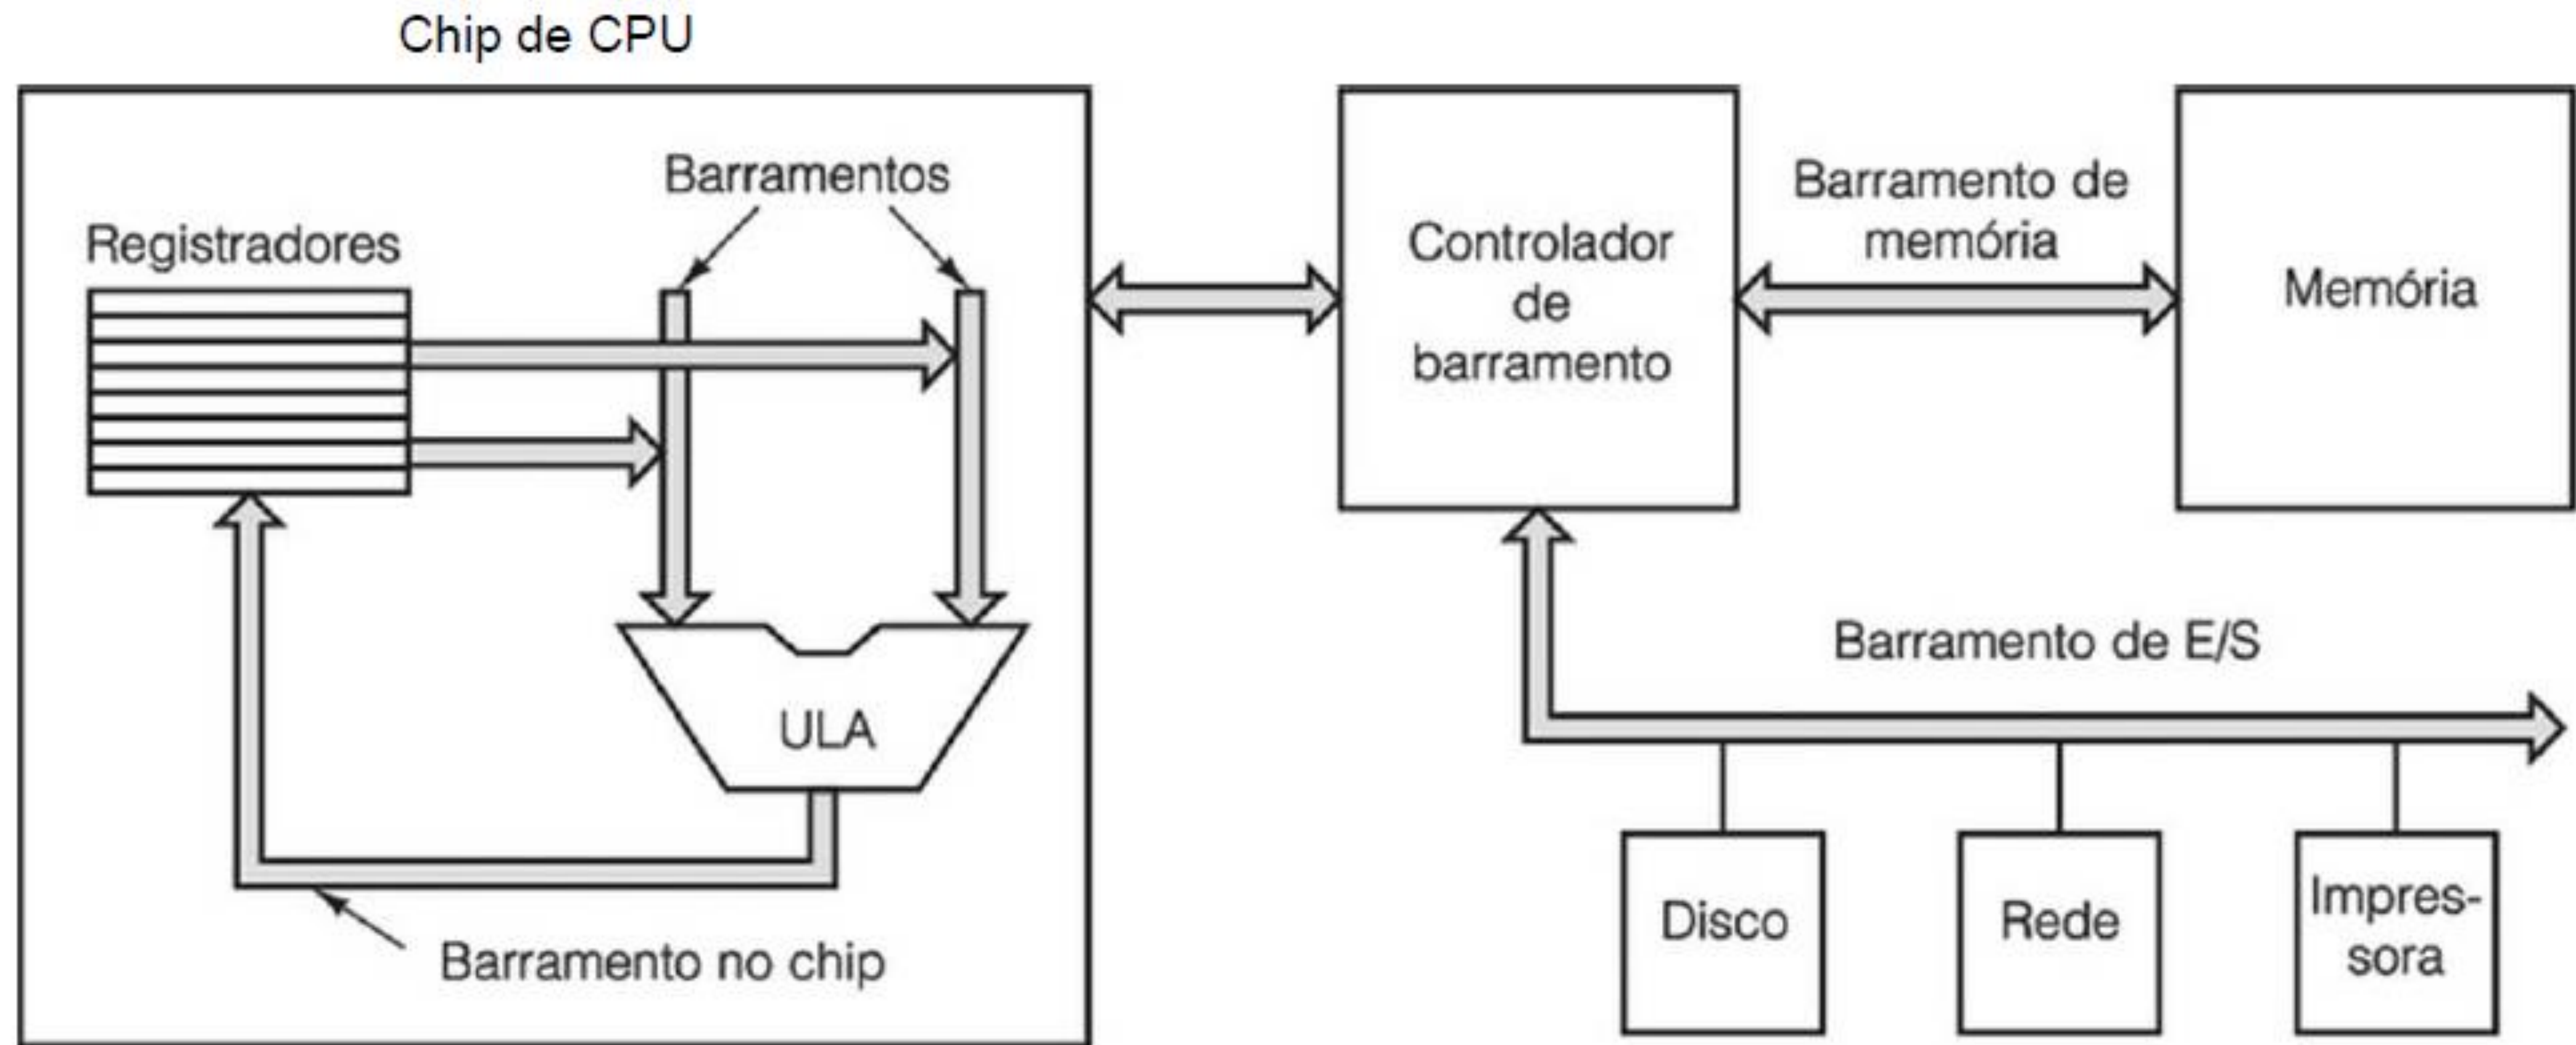 Chip de CPU
Barramentos
Registradores
ULA
Barramento no chip
Controlador
de
barramento
Barramento de
memória
Memória
Barramento de E/S
Disco
Rede
Impres-
sora